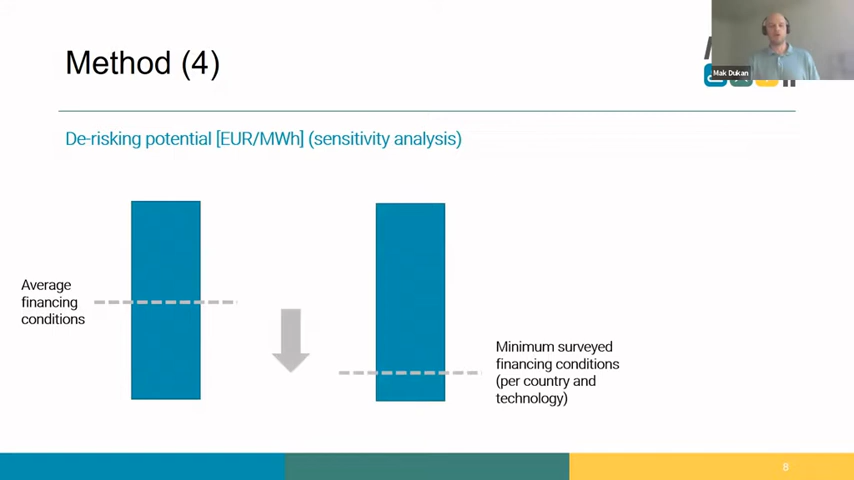 Method (4)
Mak Dukan
De-risking potential [EUR/MWh] (sensitivity analysis)
Average
financing
conditions
Minimum surveyed
financing conditions
(per country and
technology)
8